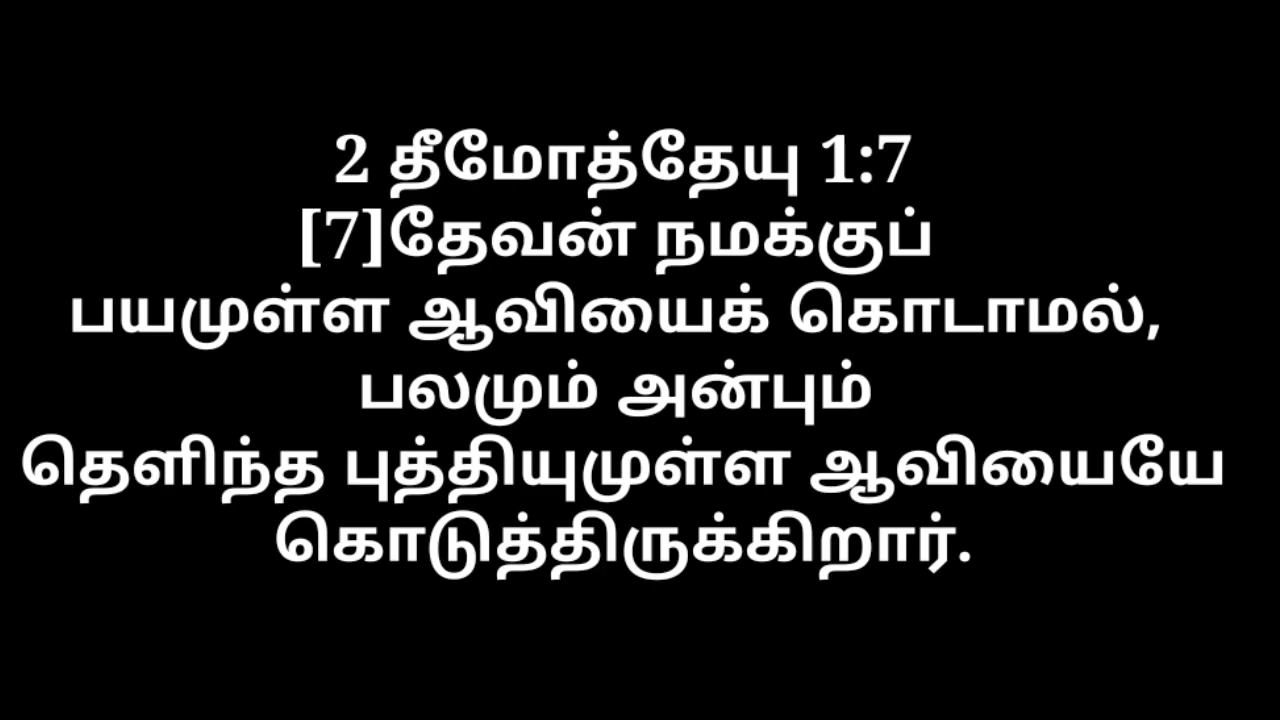 2 தீமோத்தேயு 1:7
[7]தேவன் நமக்குப்
பயமுள்ள ஆவியைக் கொடாமல்,
பலமும் அன்பும்
தெளிந்த புத்தியுமுள்ள ஆவியையே
கொடுத்திருக்கிறார்.